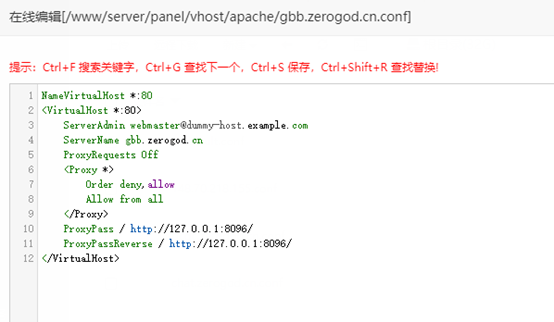 在线编辑[/www/server/panel/vhost/apache/gbb.zerogod.cn.conf]
提示：Ctrl+F 搜索关键字，Ctrl+G 查找下一个，Ctrl+S 保存，Ctrl+Shift+R 查找替换!
1 NameVirtualHost *:80
2 <VirtualHost *:80>
3 ServerAdmin webmaster@dummy-host.example.com
4 ServerName gbb.zerogod.cn
5 ProxyRequests Off
6 <Proxy *>
7 Order deny,allow
8 Allow from all
9 </Proxy>
10 ProxyPass / http://127.0.0.1:8096/
11 ProxyPassReverse / http://127.0.0.1:8096/
12 </VirtualHost>